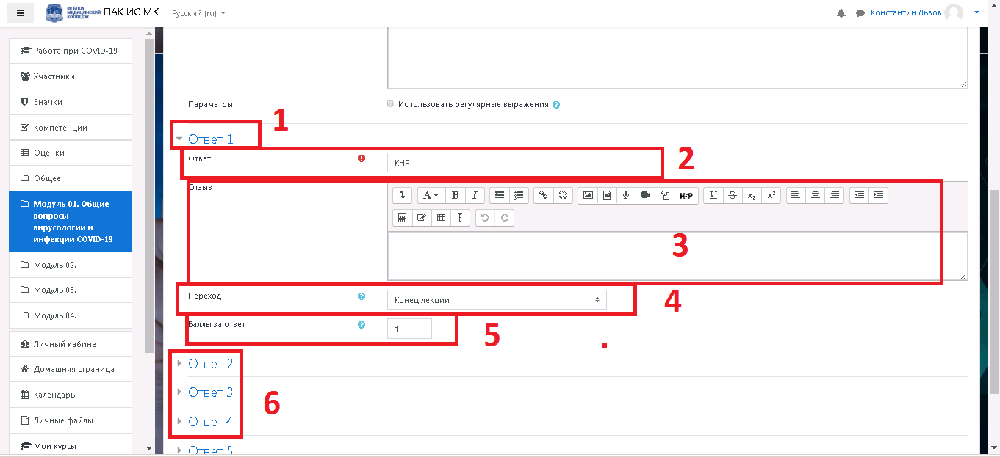 ФГБПОУ
МЕДИЦИНСКИЙ
КОЛЛЕДЖ
ПАК ИС МК
Русский (ru)
Константин Львов
Работа при COVID-19
Участники
Значки
Компетенции
Оценки
Общее
Модуль 01. Общие
вопросы
вирусологии и
инфекции COVID-19
Модуль 02.
Модуль 03.
Модуль 04.
Личный кабинет
Домашняя страница
Календарь
Личные файлы
Мои курсы
Параметры
Использовать регулярные выражения
1
Ответ 1
Ответ
КНР
2
Отзыв
A
B
I
H5P
U
S
x₂
x²
3
Переход
Конец лекции
4
Баллы за ответ
1
5
Ответ 2
Ответ 3
Ответ 4
6
Ответ 5